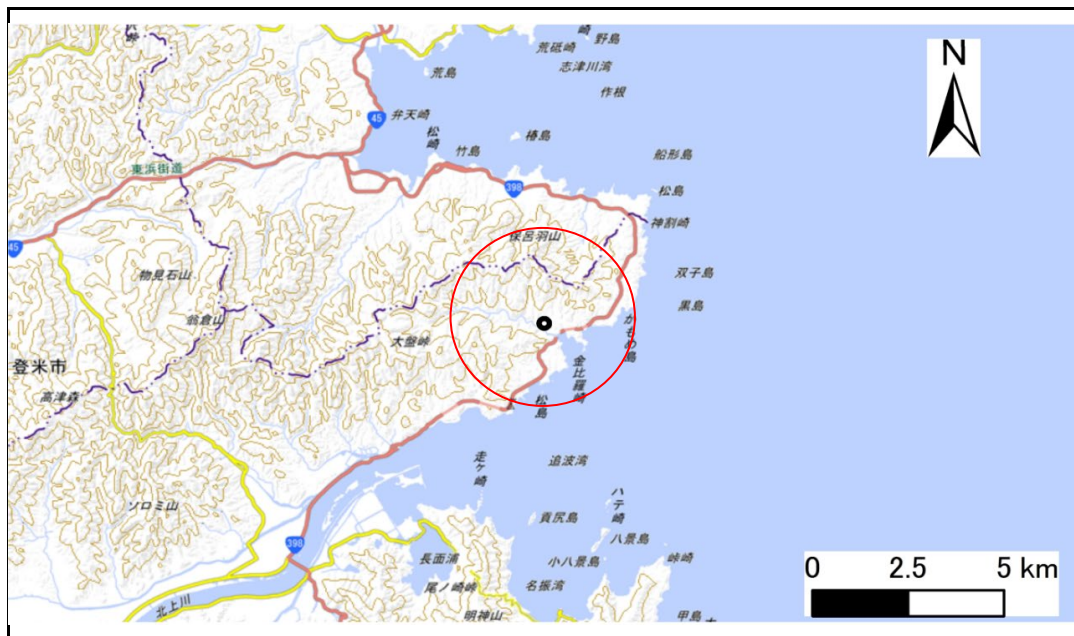 荒砥崎
野島
志津川湾
作根
荒島
弁天崎
45
松崎
椿島
竹島
船形島
東浜街道
398
松島
神割崎
保呂羽山
45
物見石山
双子島
黒島
翁倉山
かもめ島
大盤峠
登米市
金比羅崎
高津森
松島
追波湾
走ヶ崎
ハテ崎
ソロミ山
貢尻島
八景島
398
長面浦
小八景島
峠崎
尾ノ崎峠
名振湾
北上川
明神山
甲島
N
0 2.5 5 km